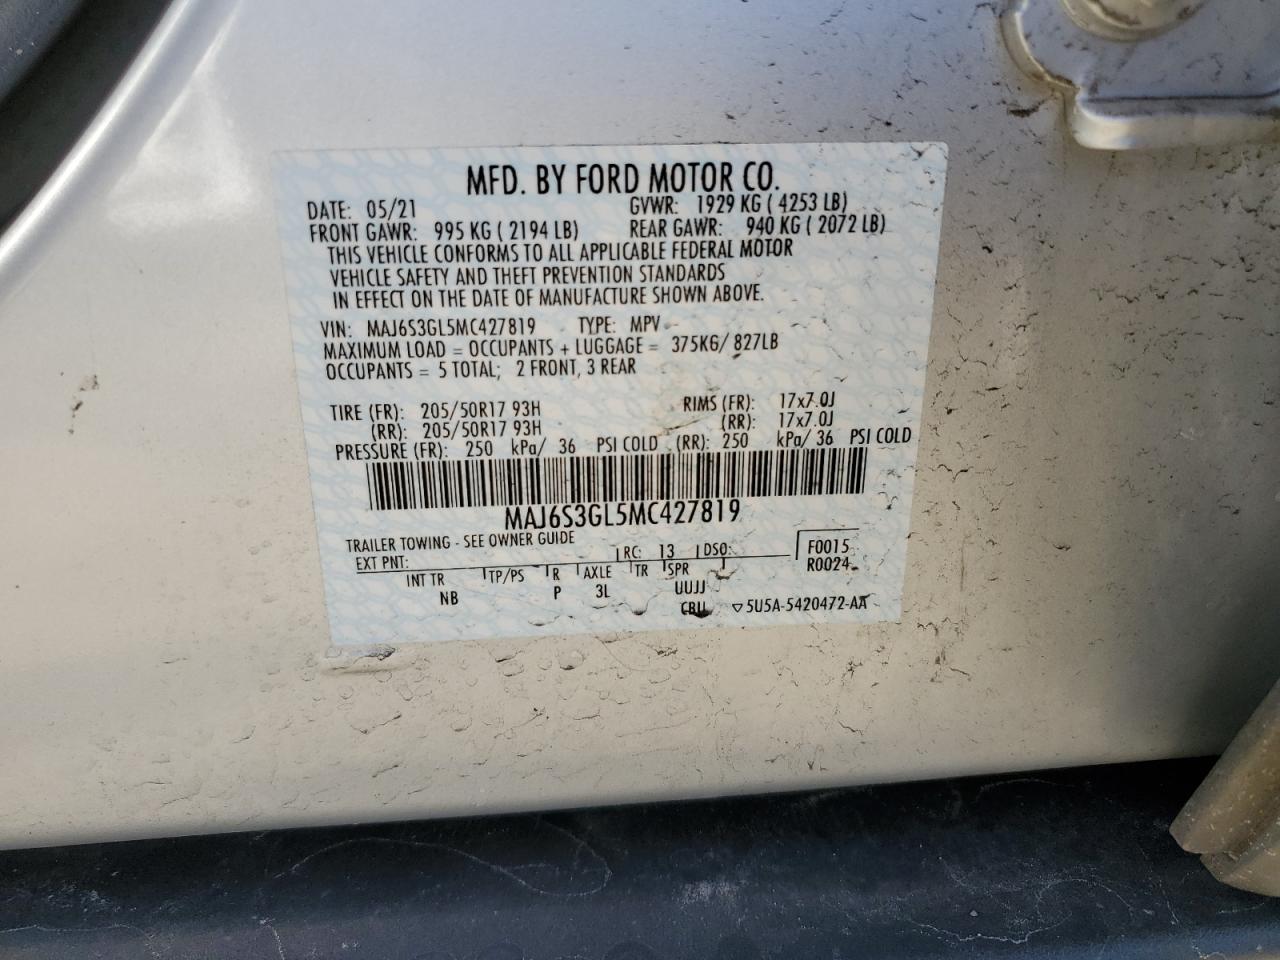 MFD. BY FORD MOTOR CO.
DATE: 05/21 GVWR: 1929 KG ( 4253 LB)
FRONT GAWR: 995 KG ( 2194 LB) REAR GAWR: 940 KG ( 2072 LB)
THIS VEHICLE CONFORMS TO ALL APPLICABLE FEDERAL MOTOR
VEHICLE SAFETY AND THEFT PREVENTION STANDARDS
IN EFFECT ON THE DATE OF MANUFACTURE SHOWN ABOVE.
VIN: MAJ6S3GL5MC427819 TYPE: MPV
MAXIMUM LOAD = OCCUPANTS + LUGGAGE = 375KG/ 827LB
OCCUPANTS = 5 TOTAL; 2 FRONT, 3 REAR
TIRE (FR): 205/50R17 93H RIMS (FR): 17x7.0J
(RR): 205/50R17 93H (RR): 17x7.0J
PRESSURE (FR): 250 kPa/ 36 PSI COLD (RR): 250 kPa/ 36 PSI COLD
MAJ6S3GL5MC427819
TRAILER TOWING - SEE OWNER GUIDE
EXT PNT: RC: 13 DSO: F0015
R0024
INT TR TP/PS R AXLE TR SPR
NB P 3L UUJJ
CBU ▽5U5A-5420472-AA